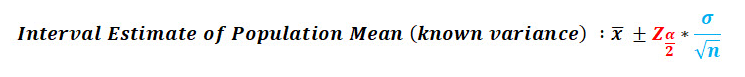 Interval Estimate of Population Mean (known variance) : x̅ ± Z_{α/2} * σ/√n